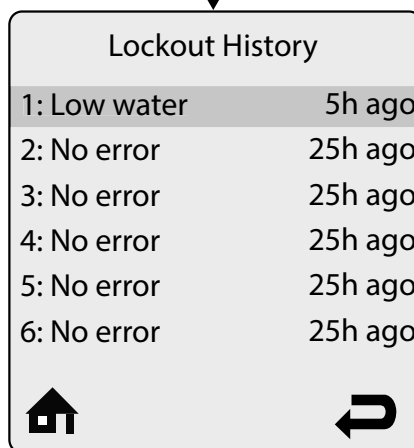 Lockout History
1: Low water 5h ago
2: No error 25h ago
3: No error 25h ago
4: No error 25h ago
5: No error 25h ago
6: No error 25h ago